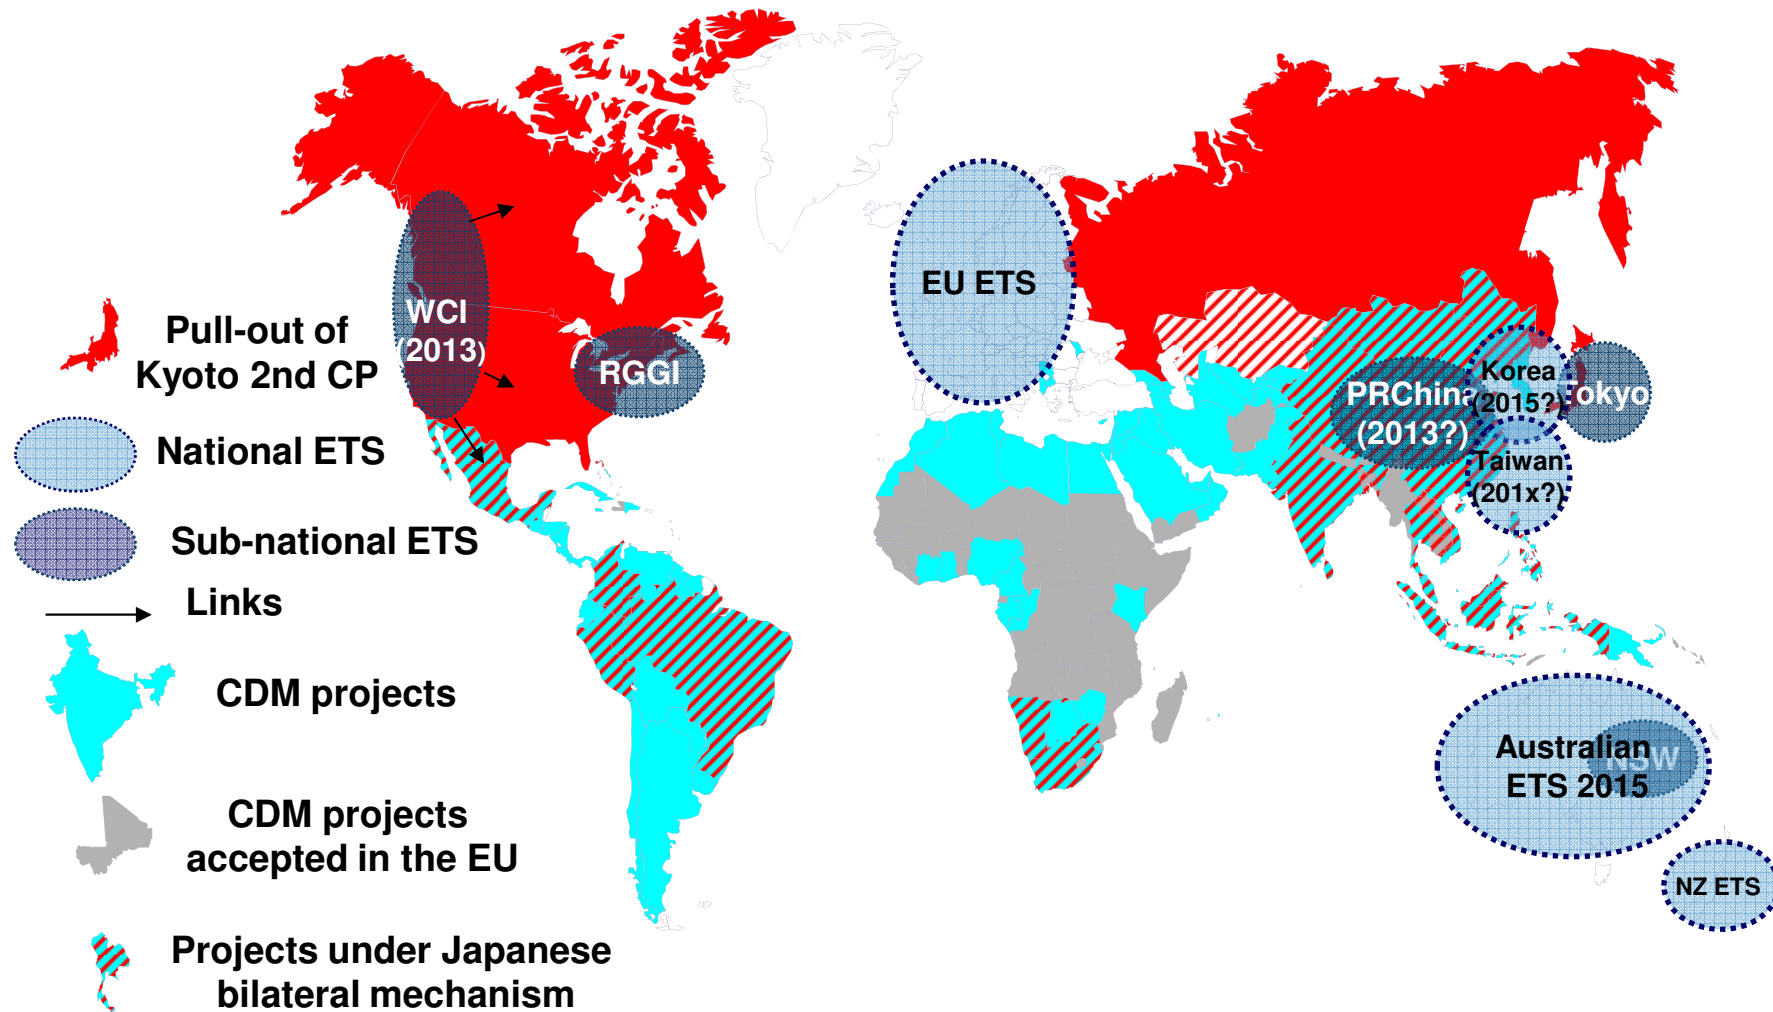 Pull-out of
Kyoto 2nd CP
National ETS
Sub-national ETS
Links
CDM projects
CDM projects
accepted in the EU
Projects under Japanese
bilateral mechanism
WCI
(2013)
RGGI
EU ETS
PRChina
(2013?)
Korea
(2015?)
Tokyo
Taiwan
(201x?)
Australian
ETS 2015
NSW
NZ ETS